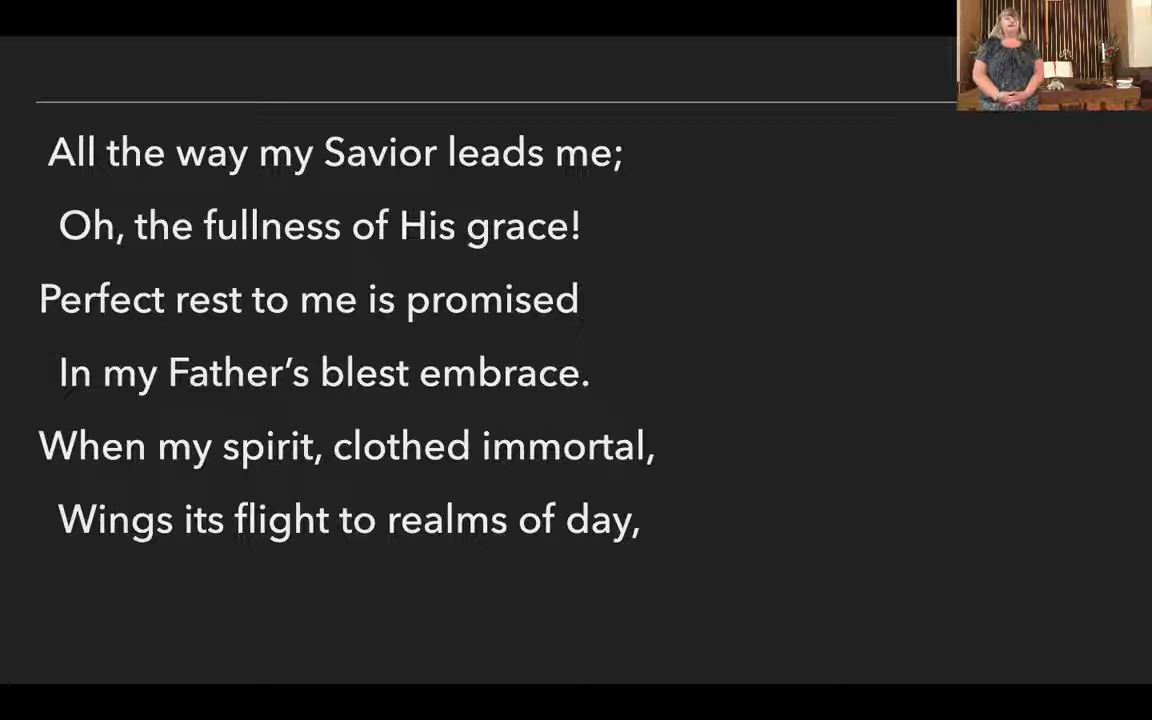 All the way my Savior leads me;
Oh, the fullness of His grace!
Perfect rest to me is promised
In my Father’s blest embrace.
When my spirit, clothed immortal,
Wings its flight to realms of day,